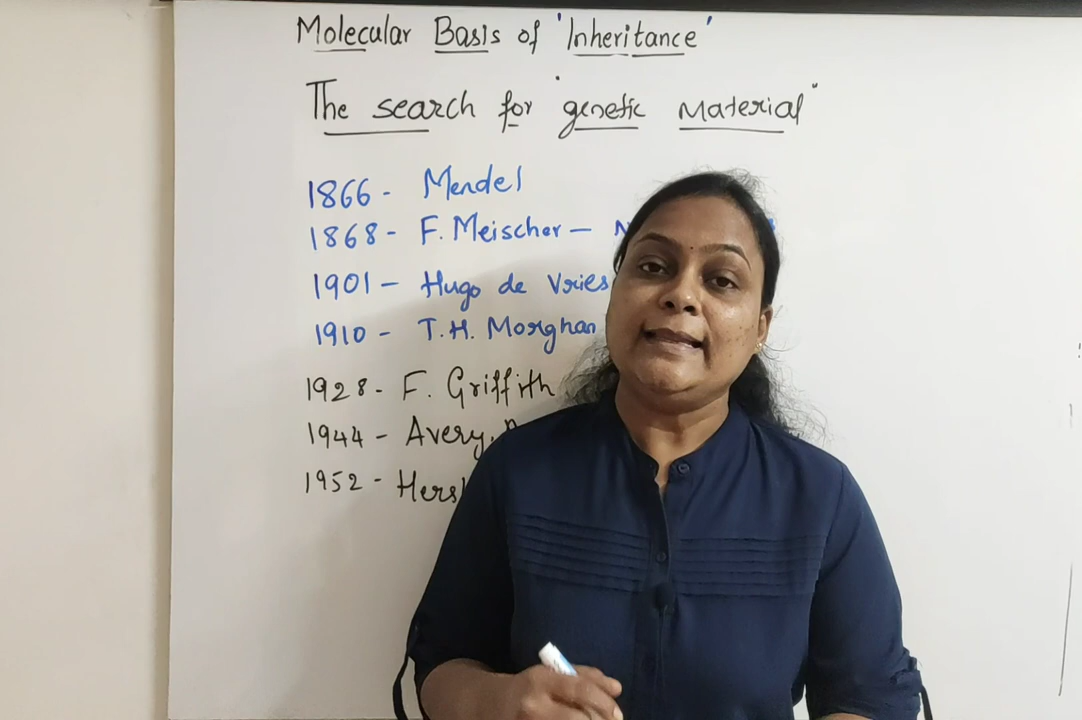 Molecular Basis of 'Inheritance'
The search for "genetic Material"
1866 - Mendel
1868 - F. Meischer -
1901 - Hugo de Vries
1910 - T.H. Morghan
1928 - F. Griffith
1944 - Avery,
1952 -